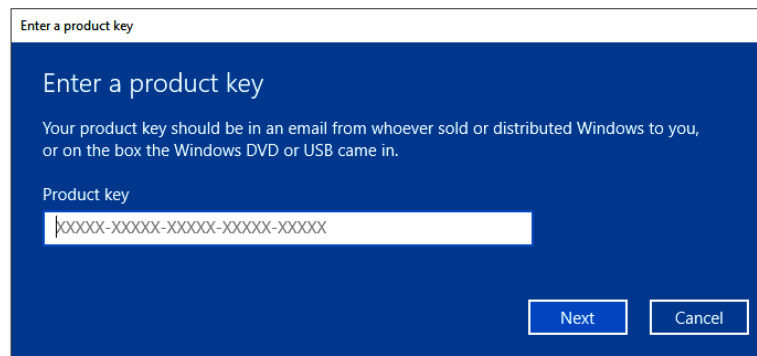 Enter a product key
Enter a product key
Your product key should be in an email from whoever sold or distributed Windows to you,
or on the box the Windows DVD or USB came in.
Product key
XXXXX-XXXXX-XXXXX-XXXXX-XXXXX
Next Cancel